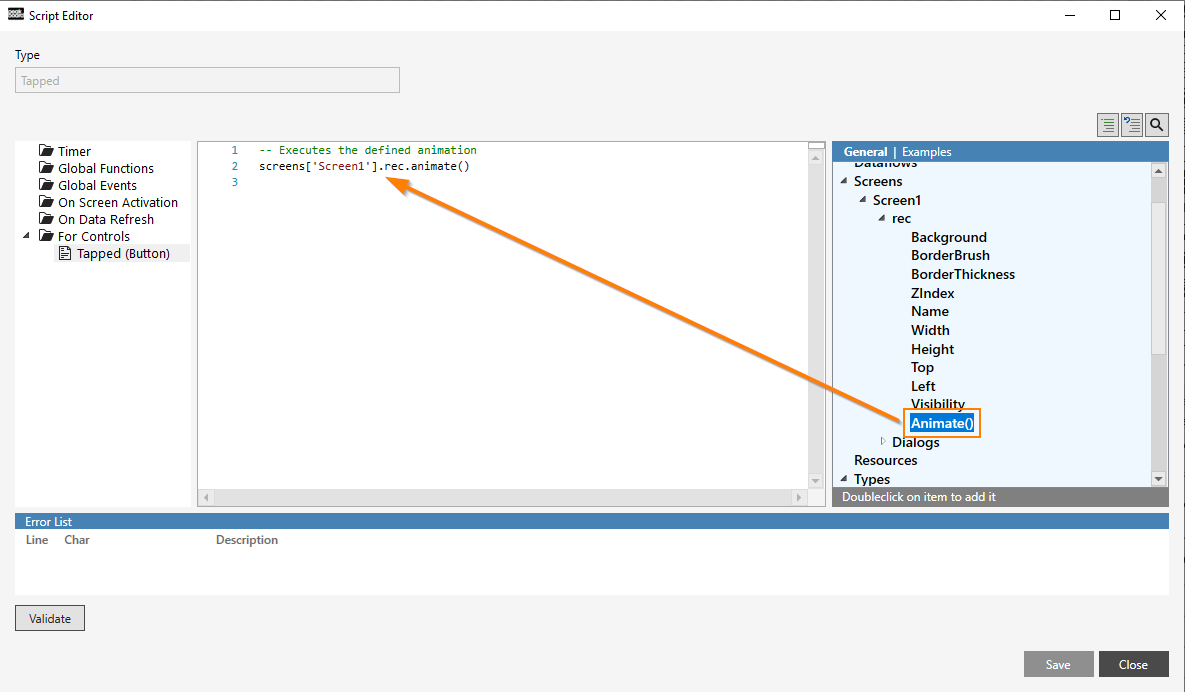 Script Editor
Type
Tapped
Timer
Global Functions
Global Events
On Screen Activation
On Data Refresh
For Controls
Tapped (Button)
1 -- Executes the defined animation
2 screens['Screen1'].rec.animate()
3
General | Examples
Dataflows
Screens
Screen1
rec
Background
BorderBrush
BorderThickness
ZIndex
Name
Width
Height
Top
Left
Visibility
Animate()
Dialogs
Resources
Types
Doubleclick on item to add it
Error List
Line Char Description
Validate
Save Close